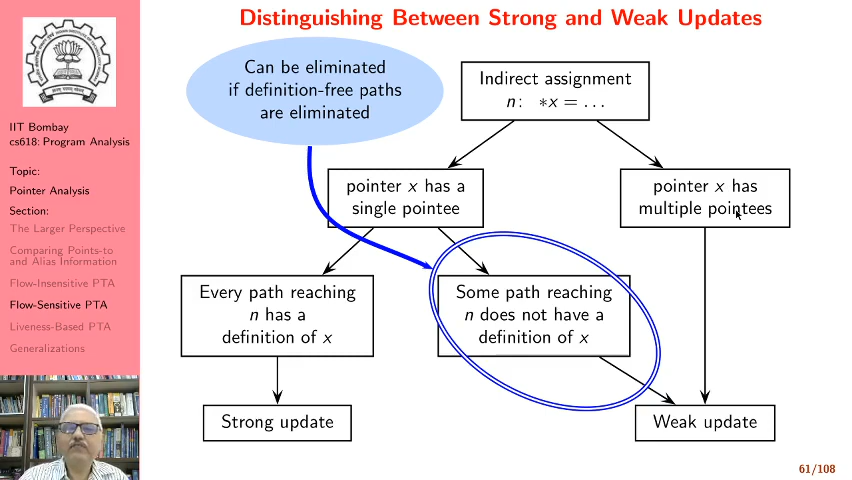 Distinguishing Between Strong and Weak Updates
Can be eliminated
if definition-free paths
are eliminated
Indirect assignment
n: *x = ...
pointer x has a
single pointee
pointer x has
multiple pointees
Every path reaching
n has a
definition of x
Some path reaching
n does not have a
definition of x
Strong update
Weak update
IIT Bombay
cs618: Program Analysis
Topic:
Pointer Analysis
Section:
The Larger Perspective
Comparing Points-to
and Alias Information
Flow-Insensitive PTA
Flow-Sensitive PTA
Liveness-Based PTA
Generalizations
61/108